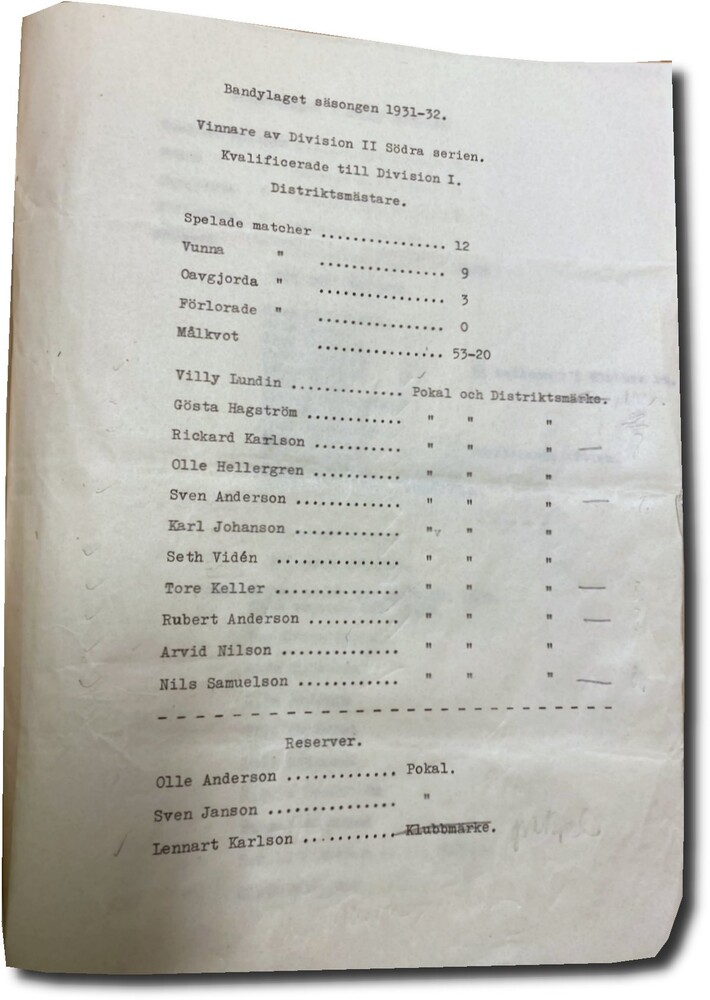 Bandylaget säsongen 1931-32.
Vinnare av Division II Södra serien.
Kvalificerade till Division I.
Distriktsmästare.
Spelade matcher ................ 12
Vunna " ................ 9
Oavgjorda " ................ 3
Förlorade " ................ 0
Målkvot ................ 53-20
Villy Lundin ............. Pokal och Distriktsmärke.
Gösta Hagström ............ " " "
Rickard Karlson ........... " " "
Olle Hellergren ........... " " "
Sven Anderson ............. " " "
Karl Johanson ............. " " "
Seth Vidén ............... " " "
Tore Keller ............... " " "
Rubert Anderson ........... " " "
Arvid Nilson .............. " " "
Nils Samuelson ............ " " "
Reserver.
Olle Anderson ............. Pokal.
Sven Janson ............... "
Lennart Karlson ........... Klubbmärke.